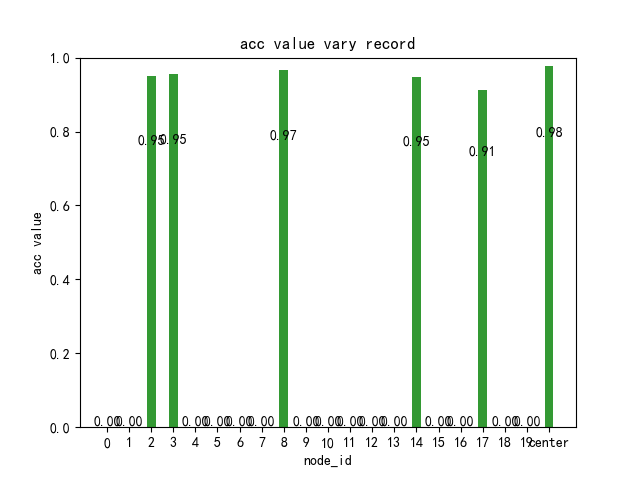 acc value vary record
1.0
0.8
0.6
0.4
0.2
0.0
acc value
0.00 0.00 0.95 0.95 0.00 0.00 0.00 0.00 0.97 0.00 0.00 0.00 0.00 0.00 0.95 0.00 0.00 0.91 0.00 0.00 0.98
0 1 2 3 4 5 6 7 8 9 10 11 12 13 14 15 16 17 18 19 center
node_id